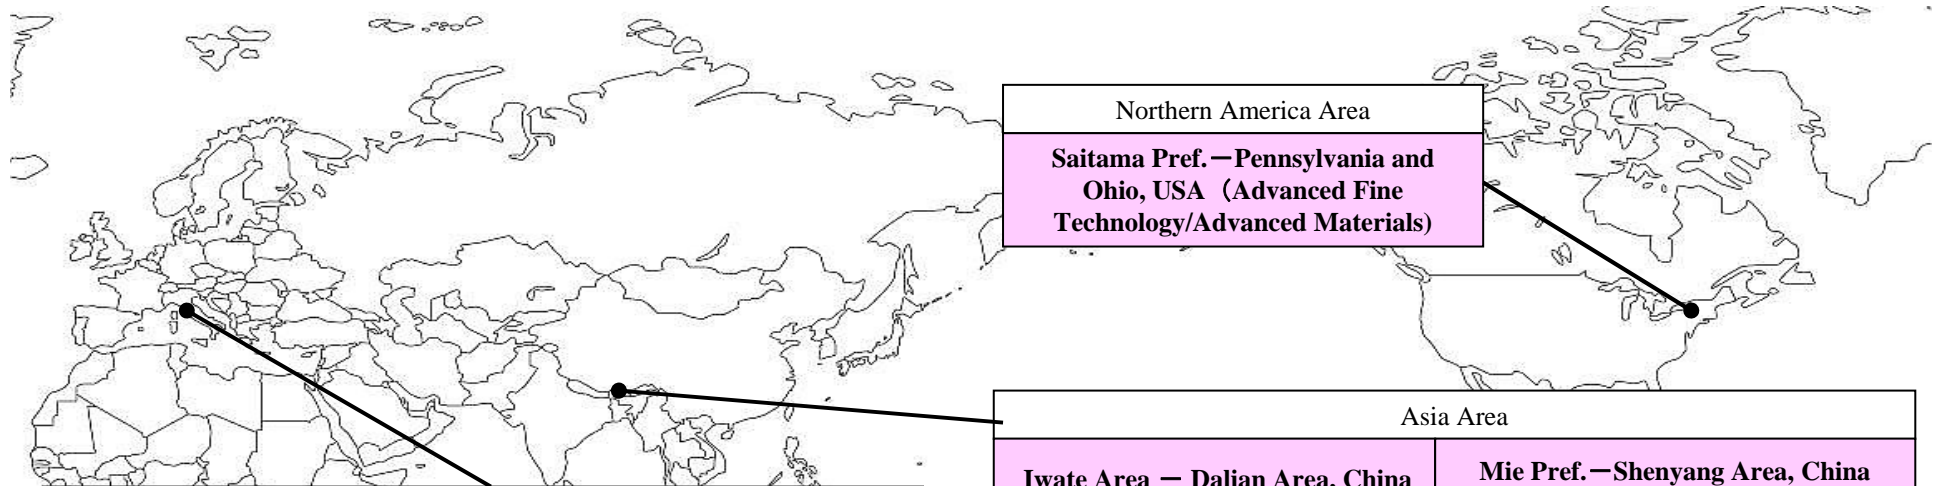 Northern America Area
Saitama Pref.ーPennsylvania and
Ohio, USA（Advanced Fine
Technology/Advanced Materials)
Asia Area
Iwate Area ー Dalian Area, China
Mie Pref.ーShenyang Area, China